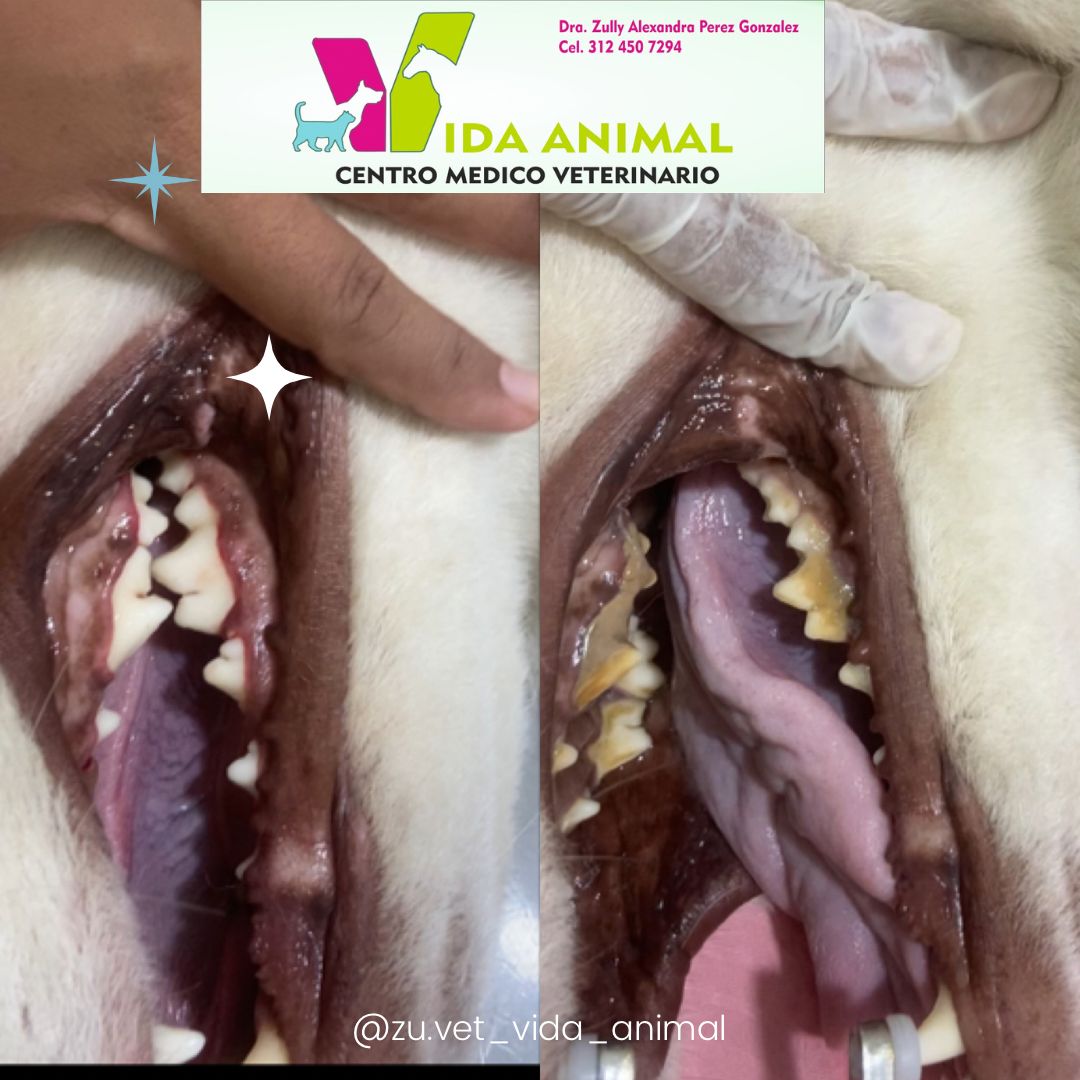 Dra. Zully Alexandra Perez Gonzalez
Cel. 312 450 7294
VIDA ANIMAL
CENTRO MEDICO VETERINARIO
@zu.vet_vida_animal